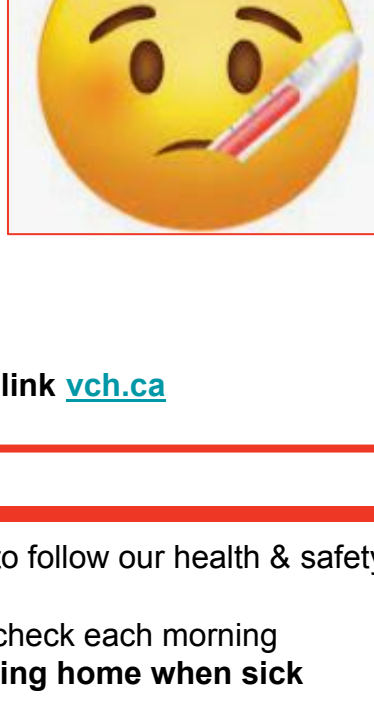 link vch.ca
to follow our health & safety
check each morning
ing home when sick